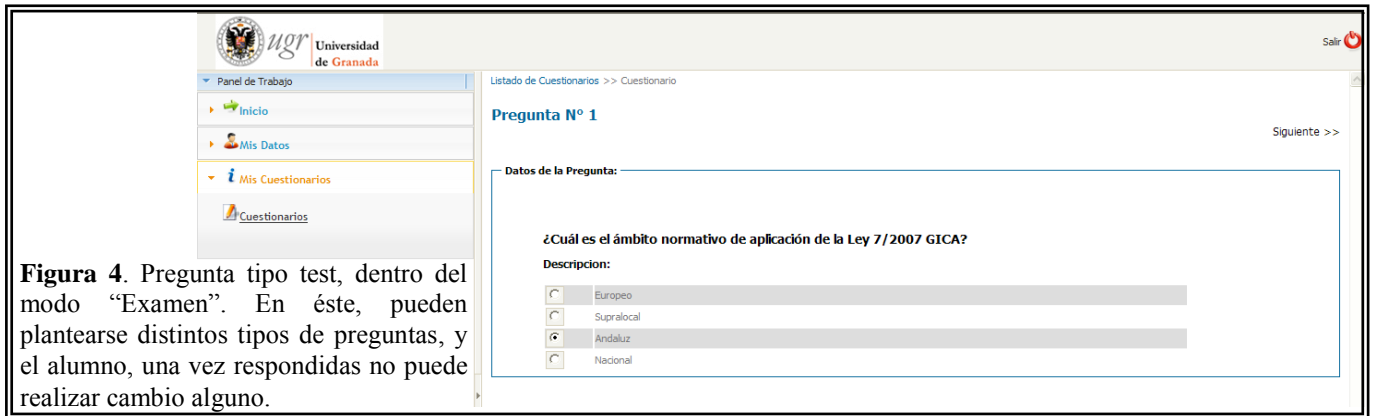 ugr Universidad
de Granada
Salir
Panel de Trabajo
Inicio
Mis Datos
Mis Cuestionarios
Cuestionarios
Listado de Cuestionarios >> Cuestionario
Pregunta Nº 1
Siguiente >>
Datos de la Pregunta:
¿Cuál es el ámbito normativo de aplicación de la Ley 7/2007 GICA?
Descripcion:
Europeo
Supralocal
Andaluz
Nacional
Figura 4. Pregunta tipo test, dentro del
modo “Examen”. En éste, pueden
plantearse distintos tipos de preguntas, y
el alumno, una vez respondidas no puede
realizar cambio alguno.